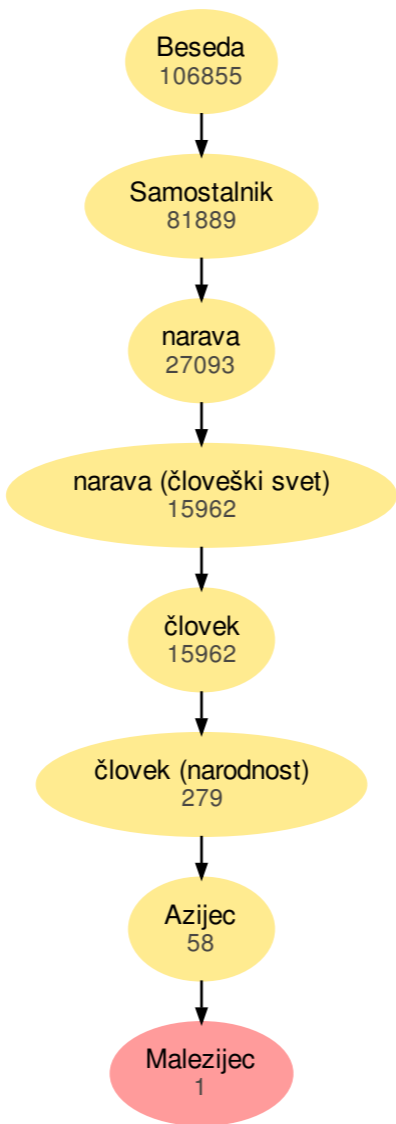 Beseda
106855
Samostalnik
81889
narava
27093
narava (človeški svet)
15962
človek
15962
človek (narodnost)
279
Azijec
58
Malezijec
1